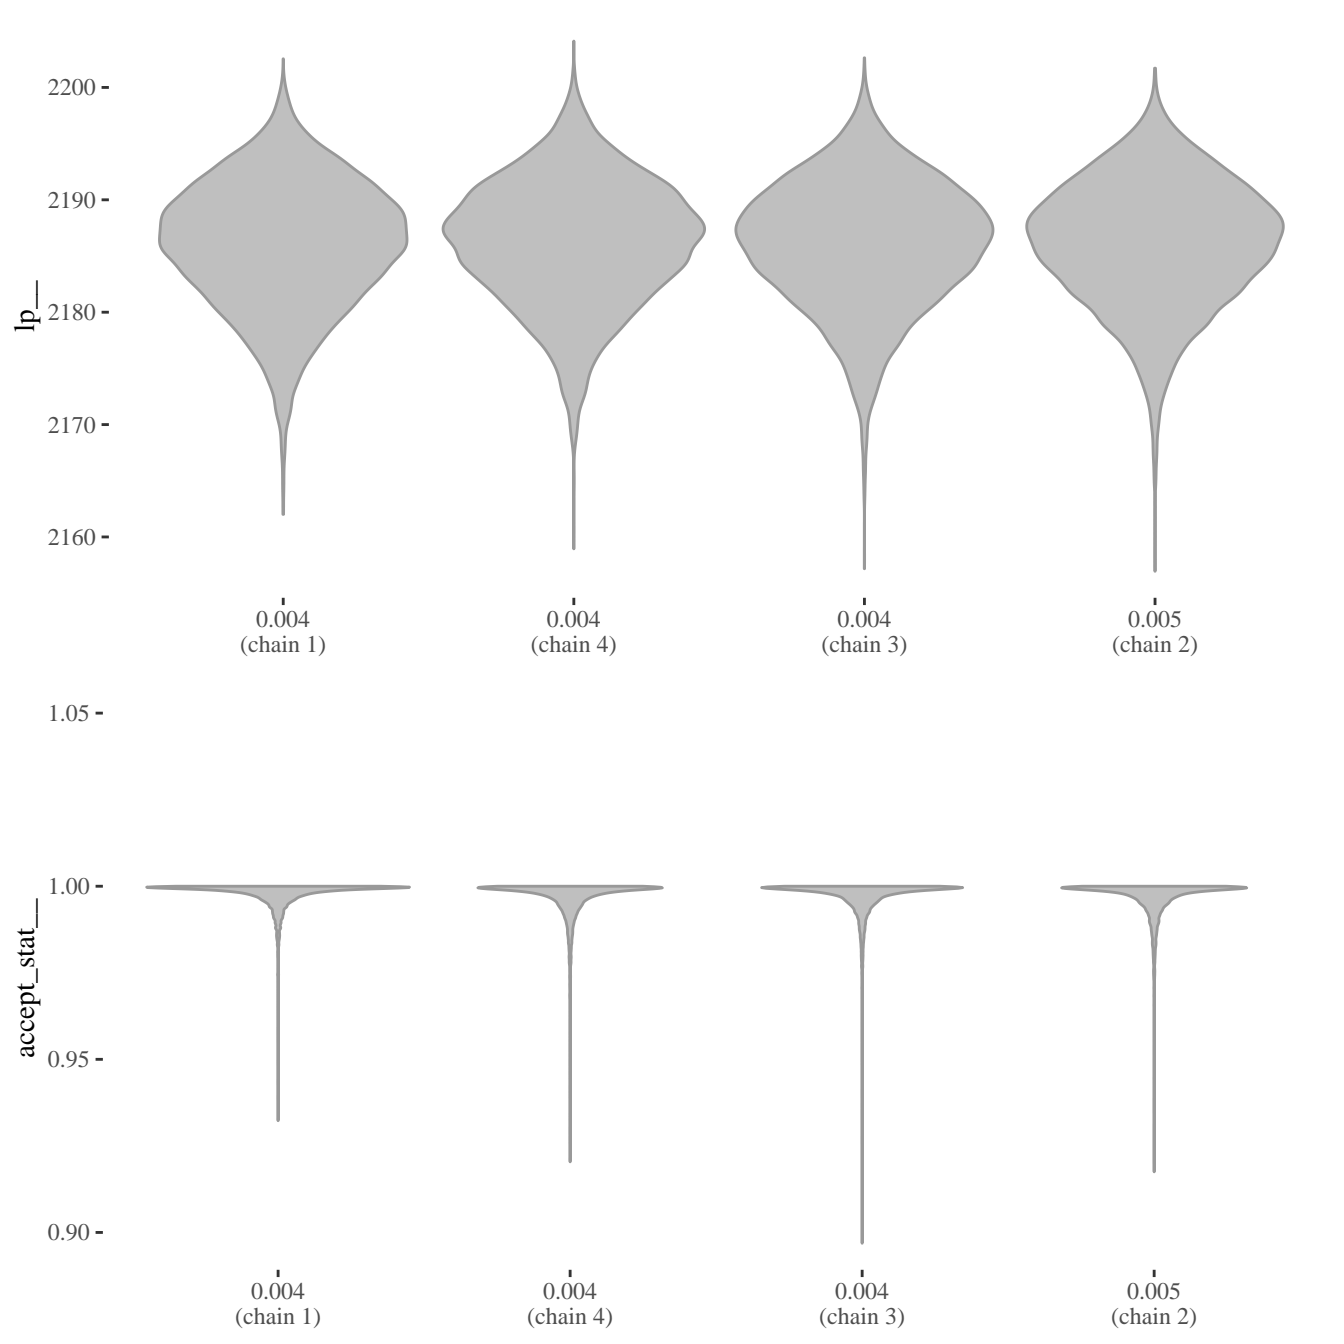 lp__
2200
2190
2180
2170
2160
0.004
(chain 1)
0.004
(chain 4)
0.004
(chain 3)
0.005
(chain 2)
accept_stat__
1.05
1.00
0.95
0.90
0.004
(chain 1)
0.004
(chain 4)
0.004
(chain 3)
0.005
(chain 2)